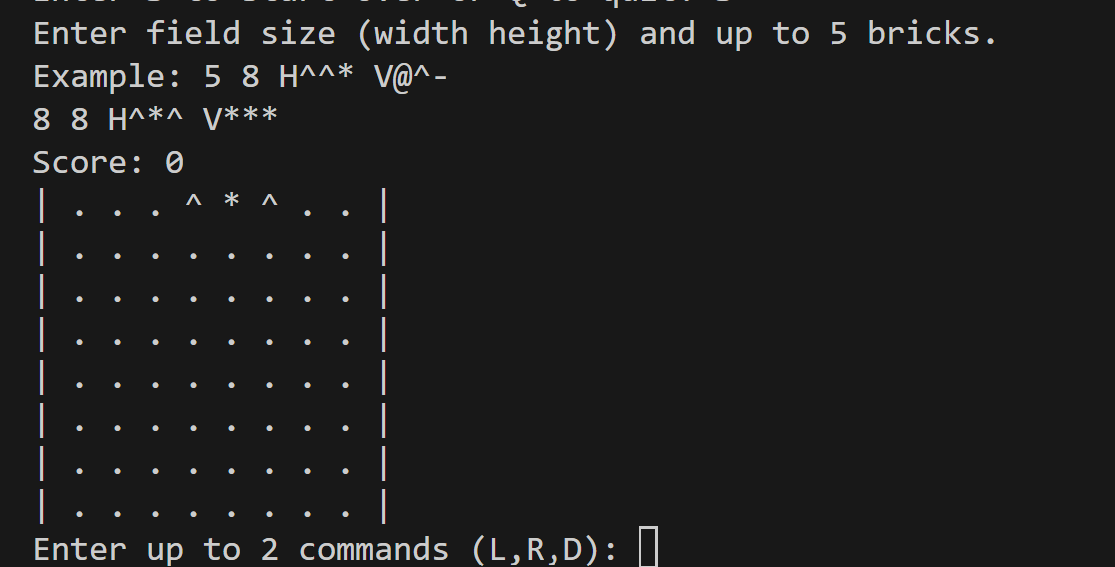 Enter field size (width height) and up to 5 bricks.
Example: 5 8 H^^* V@^-
8 8 H^*^ V***
Score: 0
| . . . ^ * ^ . . |
| . . . . . . . . |
| . . . . . . . . |
| . . . . . . . . |
| . . . . . . . . |
| . . . . . . . . |
| . . . . . . . . |
| . . . . . . . . |
Enter up to 2 commands (L,R,D):